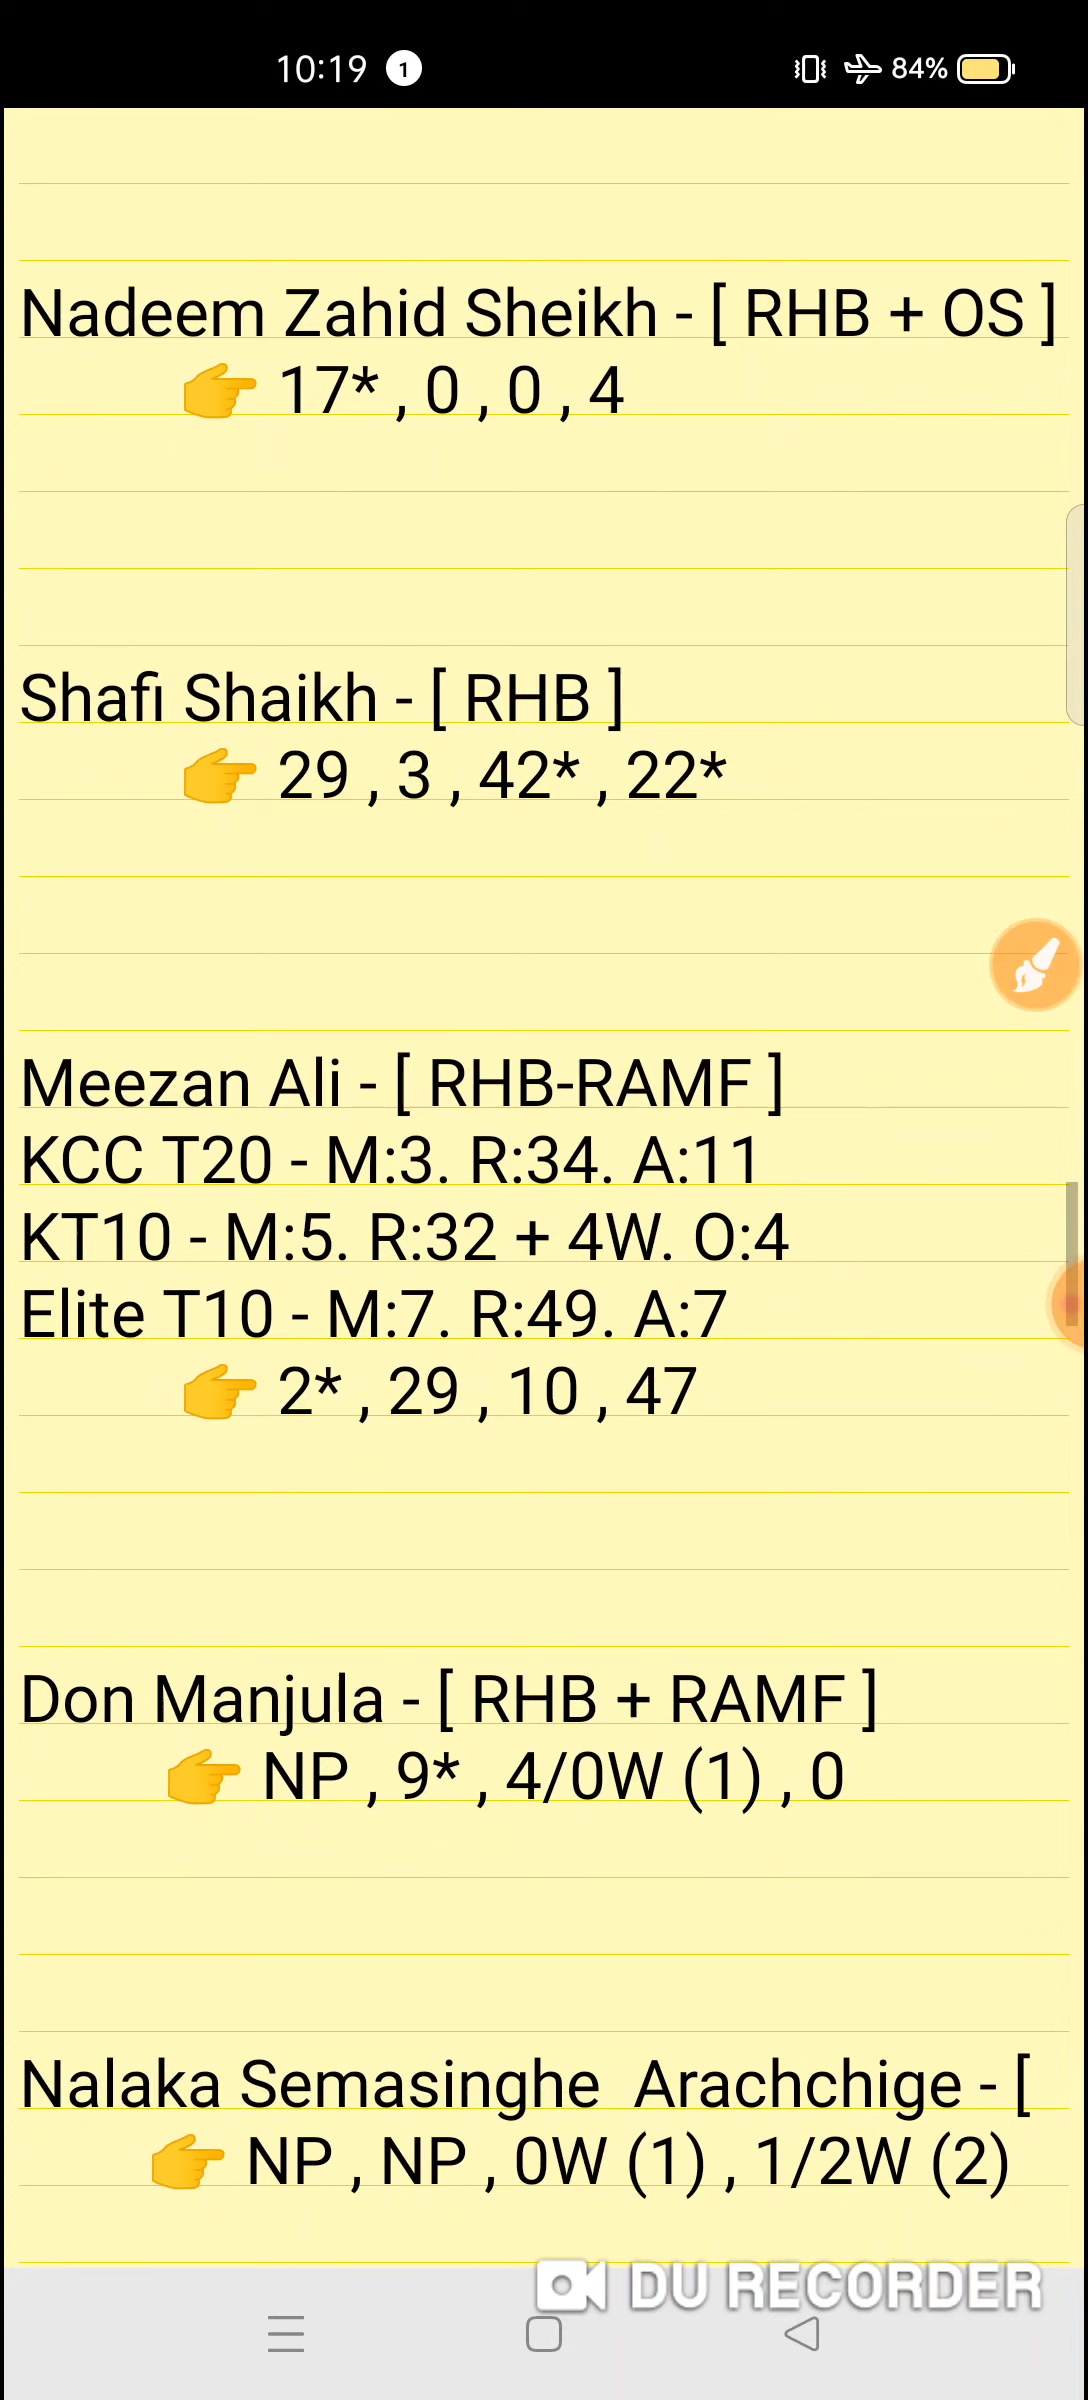 10:19 1 84%
Nadeem Zahid Sheikh - [ RHB + OS ]
👉 17* , 0 , 0 , 4
Shafi Shaikh - [ RHB ]
👉 29 , 3 , 42* , 22*
Meezan Ali - [ RHB-RAMF ]
KCC T20 - M:3. R:34. A:11
KT10 - M:5. R:32 + 4W. O:4
Elite T10 - M:7. R:49. A:7
👉 2* , 29 , 10 , 47
Don Manjula - [ RHB + RAMF ]
👉 NP , 9* , 4/0W (1) , 0
Nalaka Semasinghe  Arachchige - [
👉 NP , NP , 0W (1) , 1/2W (2)
DU RECORDER